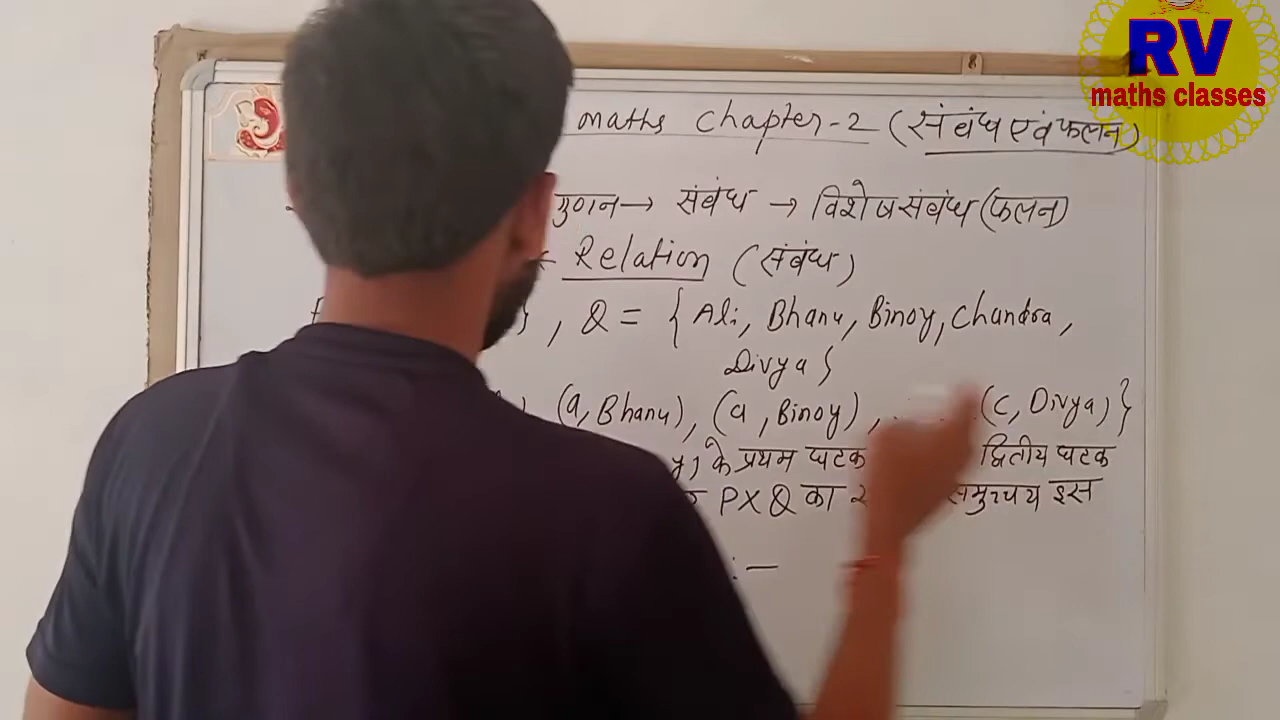 RV
maths classes
maths chapter-2 (संबंध एवं फलन)
गुणन → संबंध → विशेष संबंध (फलन)
Relation (संबंध)
}, Q = { Ali, Bhanu, Binoy, Chandra,
Divya }
), (a, Bhanu), (a, Binoy), (c, Divya)}
y) के प्रथम घटक द्वितीय घटक
P×Q का समुच्चय इस
:—